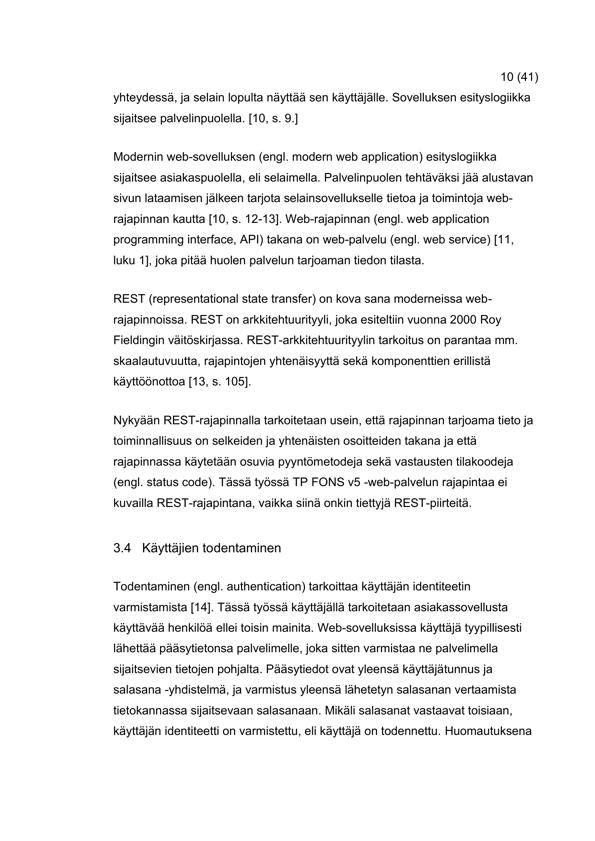 10 (41)
yhteydessä, ja selain lopulta näyttää sen käyttäjälle. Sovelluksen esityslogiikka
sijaitsee palvelinpuolella. [10, s. 9.]
Modernin web-sovelluksen (engl. modern web application) esityslogiikka
sijaitsee asiakaspuolella, eli selaimella. Palvelinpuolen tehtäväksi jää alustavan
sivun lataamisen jälkeen tarjota selainsovellukselle tietoa ja toimintoja web-
rajapinnan kautta [10, s. 12-13]. Web-rajapinnan (engl. web application
programming interface, API) takana on web-palvelu (engl. web service) [11,
luku 1], joka pitää huolen palvelun tarjoaman tiedon tilasta.
REST (representational state transfer) on kova sana moderneissa web-
rajapinnoissa. REST on arkkitehtuurityyli, joka esiteltiin vuonna 2000 Roy
Fieldingin väitöskirjassa. REST-arkkitehtuurityylin tarkoitus on parantaa mm.
skaalautuvuutta, rajapintojen yhtenäisyyttä sekä komponenttien erillistä
käyttöönottoa [13, s. 105].
Nykyään REST-rajapinnalla tarkoitetaan usein, että rajapinnan tarjoama tieto ja
toiminnallisuus on selkeiden ja yhtenäisten osoitteiden takana ja että
rajapinnassa käytetään osuvia pyyntömetodeja sekä vastausten tilakoodeja
(engl. status code). Tässä työssä TP FONS v5 -web-palvelun rajapintaa ei
kuvailla REST-rajapintana, vaikka siinä onkin tiettyjä REST-piirteitä.
3.4 Käyttäjien todentaminen
Todentaminen (engl. authentication) tarkoittaa käyttäjän identiteetin
varmistamista [14]. Tässä työssä käyttäjällä tarkoitetaan asiakassovellusta
käyttävää henkilöä ellei toisin mainita. Web-sovelluksissa käyttäjä tyypillisesti
lähettää pääsytietonsa palvelimelle, joka sitten varmistaa ne palvelimella
sijaitsevien tietojen pohjalta. Pääsytiedot ovat yleensä käyttäjätunnus ja
salasana -yhdistelmä, ja varmistus yleensä lähetetyn salasanan vertaamista
tietokannassa sijaitsevaan salasanaan. Mikäli salasanat vastaavat toisiaan,
käyttäjän identiteetti on varmistettu, eli käyttäjä on todennettu. Huomautuksena